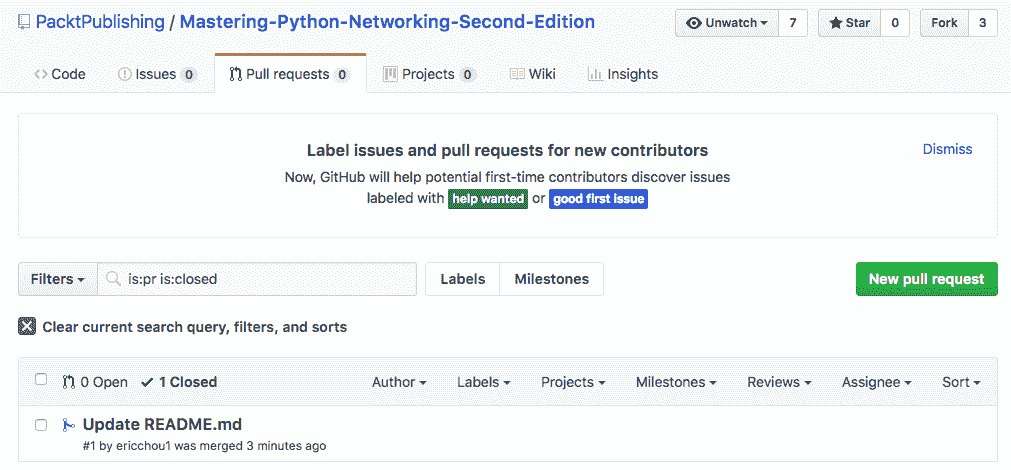 PacktPublishing / Mastering-Python-Networking-Second-Edition Unwatch 7 Star 0 Fork 3
Code Issues 0 Pull requests 0 Projects 0 Wiki Insights
Label issues and pull requests for new contributors
Dismiss
Now, GitHub will help potential first-time contributors discover issues
labeled with help wanted or good first issue
Filters is:pr is:closed Labels Milestones New pull request
Clear current search query, filters, and sorts
0 Open 1 Closed Author Labels Projects Milestones Reviews Assignee Sort
Update README.md
#1 by ericchou1 was merged 3 minutes ago